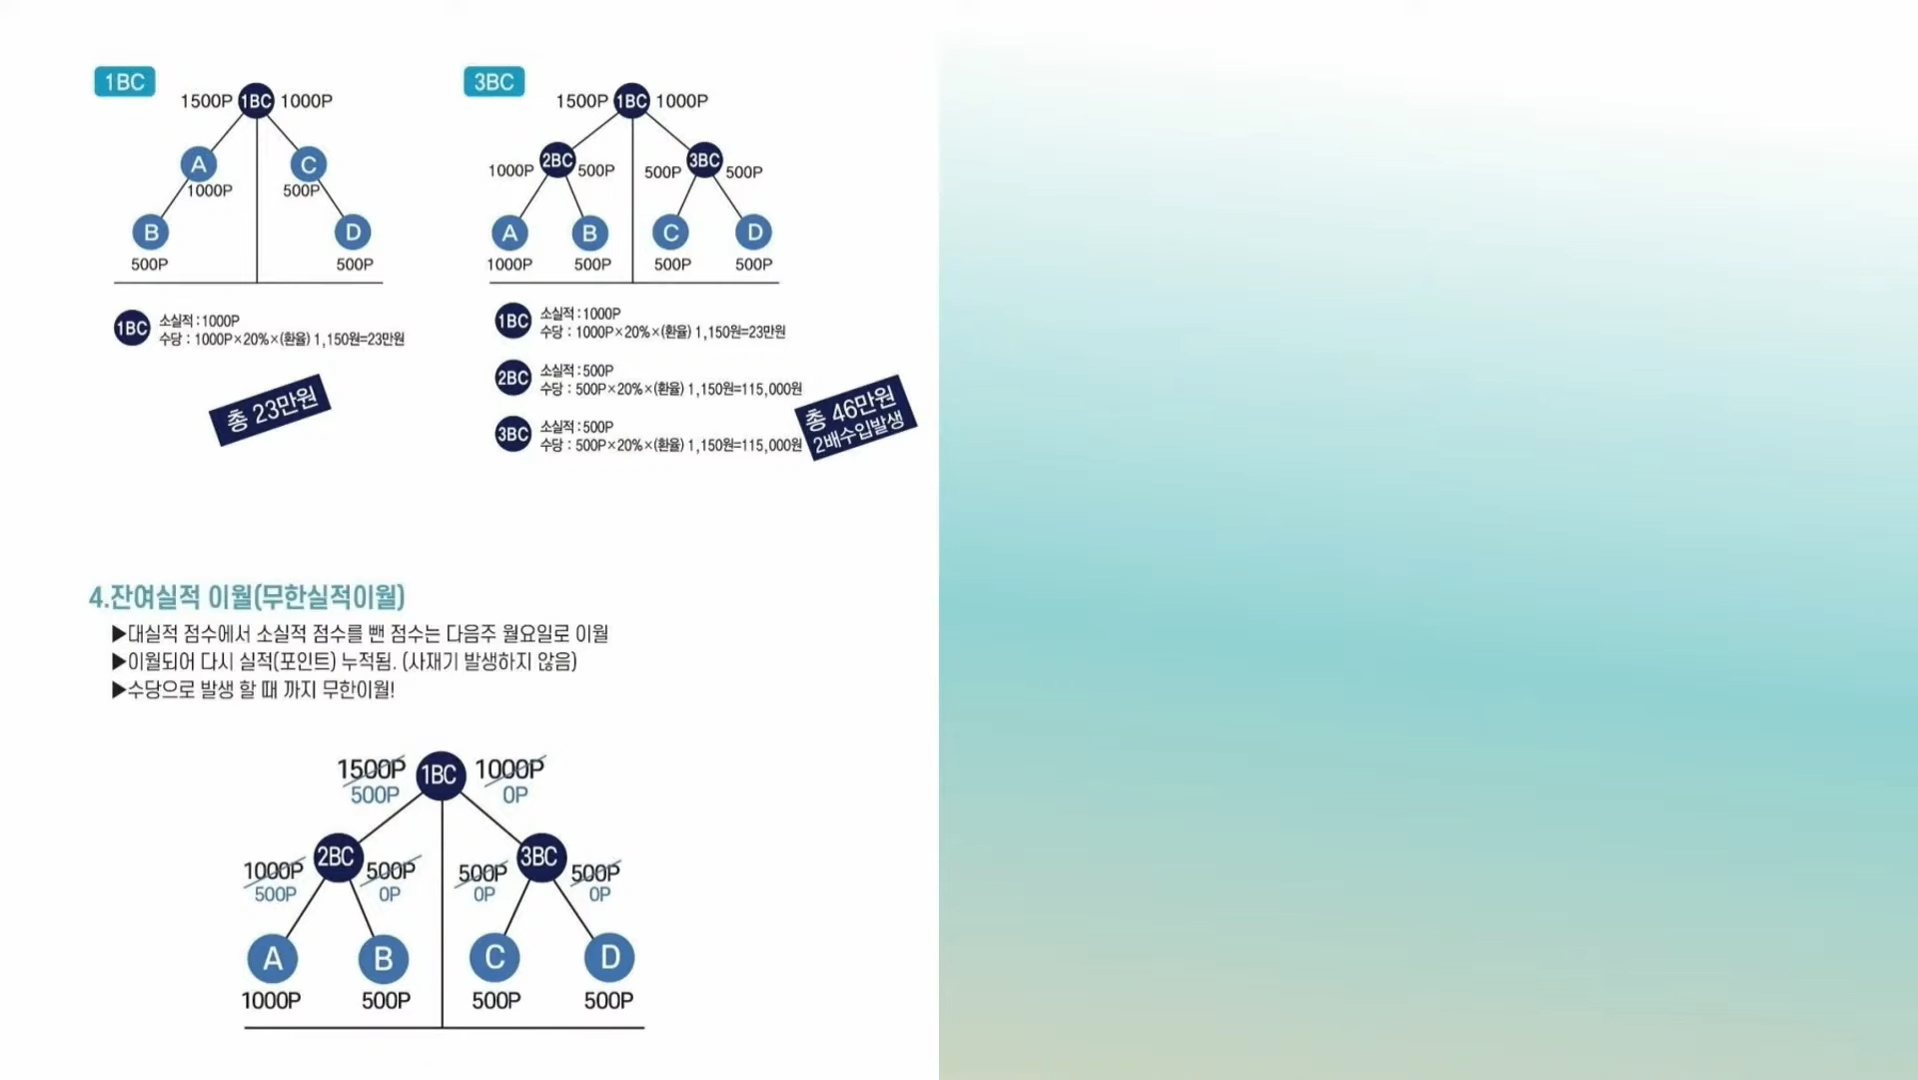 1BC
1500P 1BC 1000P
A
1000P
C
500P
B
500P
D
500P
1BC
소실적 : 1000P
수당 : 1000P×20%×(환율) 1,150원=23만원
총 23만원
3BC
1500P 1BC 1000P
1000P 2BC 500P
500P 3BC 500P
A
1000P
B
500P
C
500P
D
500P
1BC
소실적 : 1000P
수당 : 1000P×20%×(환율) 1,150원=23만원
2BC
소실적 : 500P
수당 : 500P×20%×(환율) 1,150원=115,000원
3BC
소실적 : 500P
수당 : 500P×20%×(환율) 1,150원=115,000원
총 46만원
2배수입발생
4.잔여실적 이월(무한실적이월)
▶대실적 점수에서 소실적 점수를 뺀 점수는 다음주 월요일로 이월
▶이월되어 다시 실적(포인트) 누적됨. (사재기 발생하지 않음)
▶수당으로 발생 할 때 까지 무한이월!
1500P 1BC 1000P
500P 0P
1000P 2BC 500P
500P 0P
500P 3BC 500P
0P 0P
A B C D
1000P 500P 500P 500P